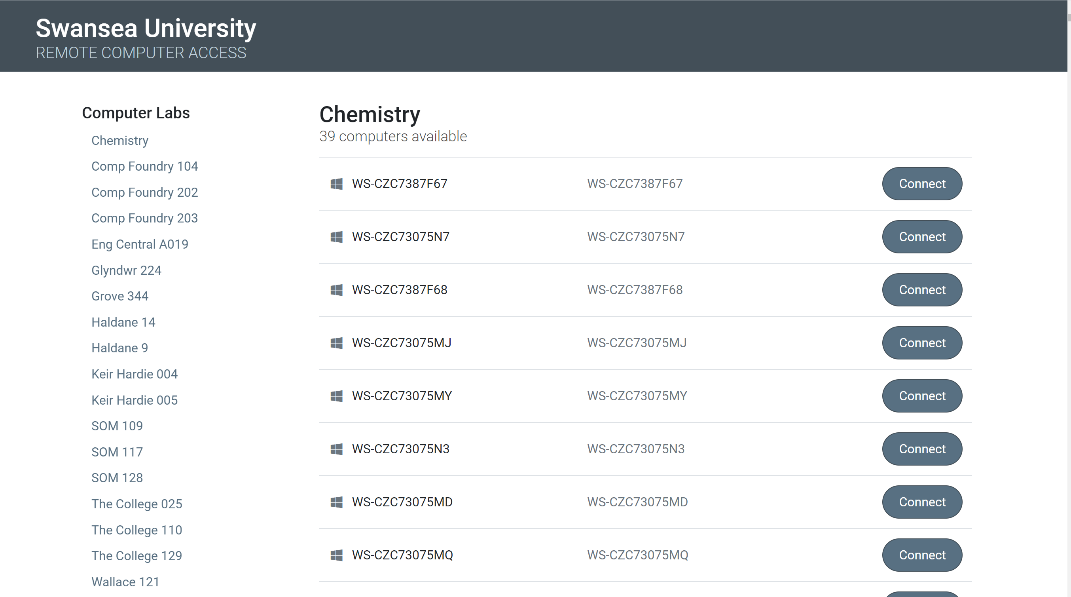 Swansea University
REMOTE COMPUTER ACCESS
Computer Labs
Chemistry
Comp Foundry 104
Comp Foundry 202
Comp Foundry 203
Eng Central A019
Glyndwr 224
Grove 344
Haldane 14
Haldane 9
Keir Hardie 004
Keir Hardie 005
SOM 109
SOM 117
SOM 128
The College 025
The College 110
The College 129
Wallace 121
Chemistry
39 computers available
WS-CZC7387F67 WS-CZC7387F67 Connect
WS-CZC73075N7 WS-CZC73075N7 Connect
WS-CZC7387F68 WS-CZC7387F68 Connect
WS-CZC73075MJ WS-CZC73075MJ Connect
WS-CZC73075MY WS-CZC73075MY Connect
WS-CZC73075N3 WS-CZC73075N3 Connect
WS-CZC73075MD WS-CZC73075MD Connect
WS-CZC73075MQ WS-CZC73075MQ Connect